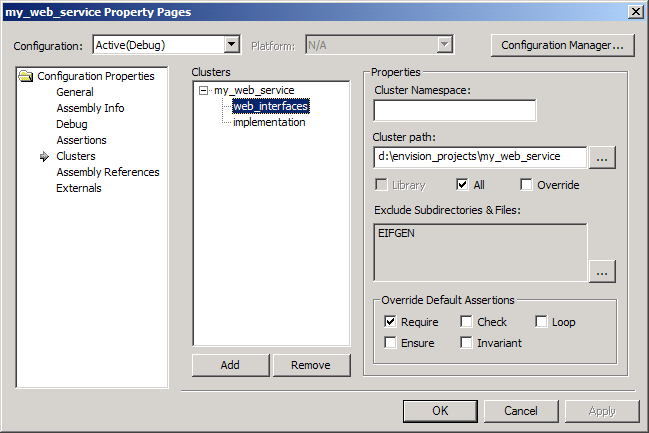 my_web_service Property Pages
Configuration: Active(Debug) Platform: N/A Configuration Manager...
Configuration Properties
General
Assembly Info
Debug
Assertions
Clusters
Assembly References
Externals
Clusters
my_web_service
web_interfaces
implementation
Add Remove
Properties
Cluster Namespace:
Cluster path:
d:\envision_projects\my_web_service ...
Library All Override
Exclude Subdirectories & Files:
EIFGEN
...
Override Default Assertions
Require Check Loop
Ensure Invariant
OK Cancel Apply